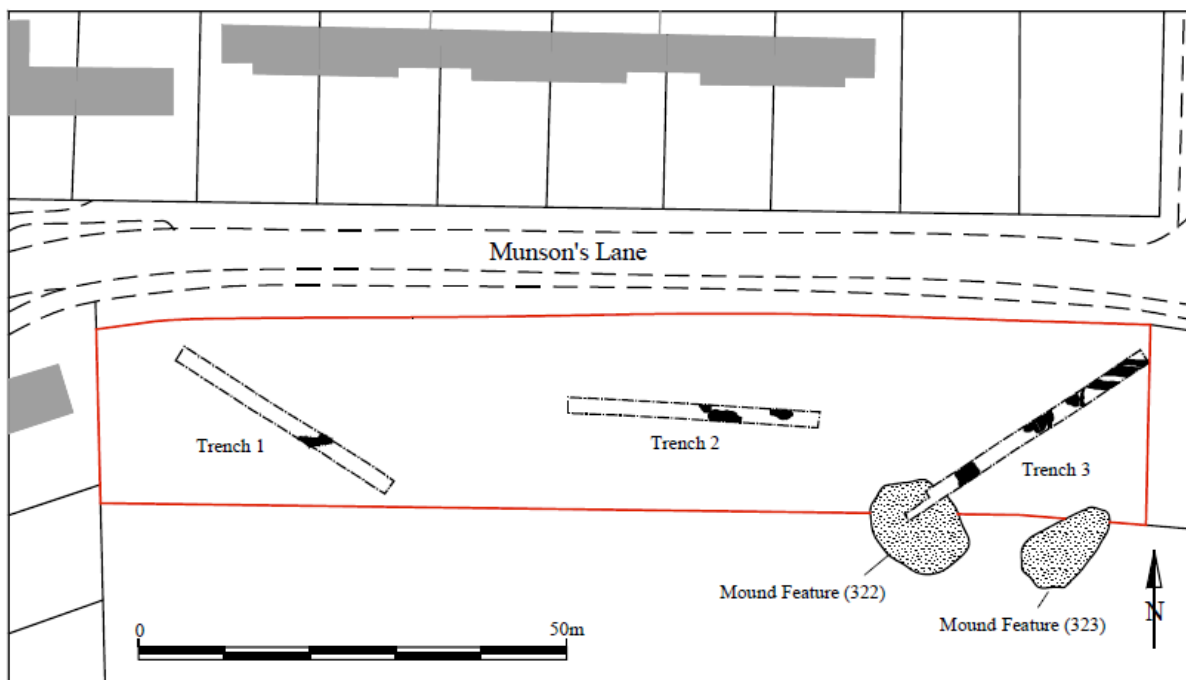 Munson's Lane
Trench 1
Trench 2
Trench 3
Mound Feature (322)
Mound Feature (323)
N
0 50m